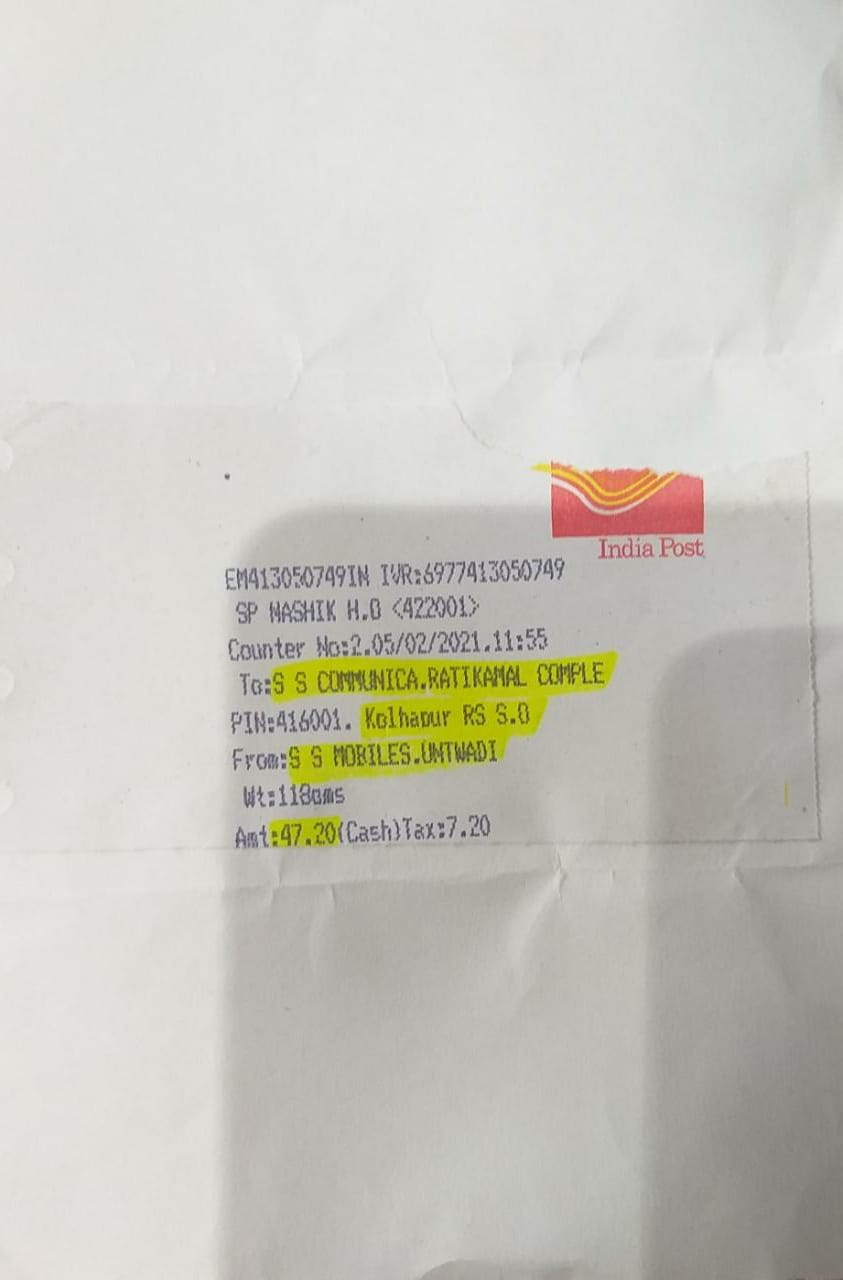 India Post
EM413050749IN IVR:6977413050749
SP NASHIK H.O <422001>
Counter No:2.05/02/2021.11:55
To:S S COMMUNICA.RATIKAMAL COMPLE
PIN:416001. Kolhapur RS S.O
From:S S MOBILES.UNTWADI
Wt:118gms
Amt:47.20(Cash)Tax:7.20